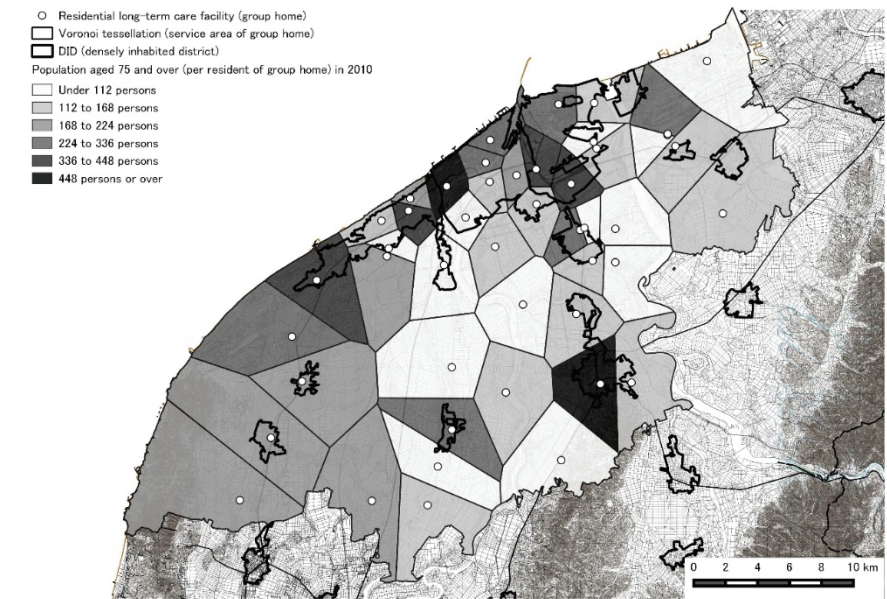 Residential long-term care facility (group home)
Voronoi tessellation (service area of group home)
DID (densely inhabited district)
Population aged 75 and over (per resident of group home) in 2010
Under 112 persons
112 to 168 persons
168 to 224 persons
224 to 336 persons
336 to 448 persons
448 persons or over
0 2 4 6 8 10 km